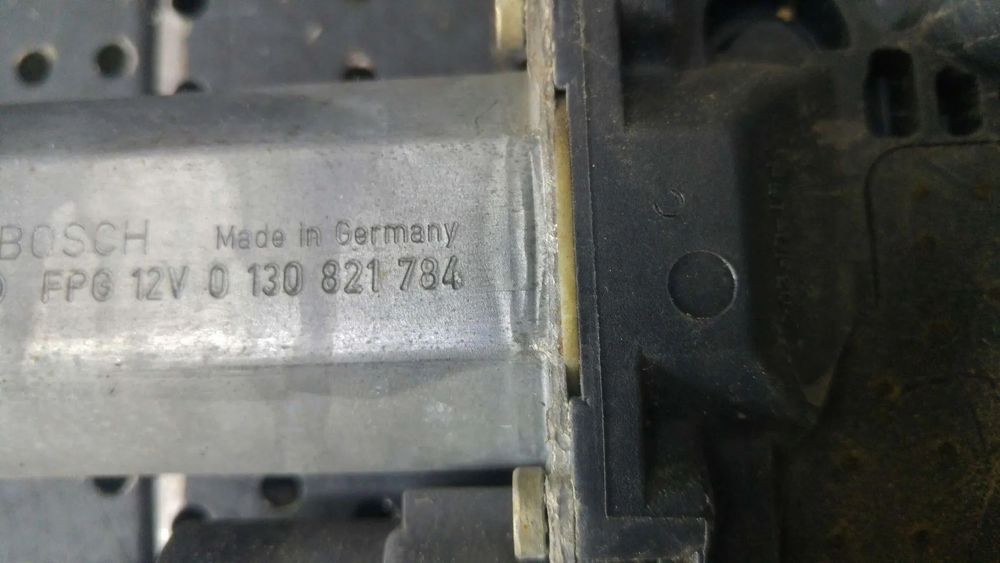 BOSCH Made in Germany
FPG 12V 0 130 821 784